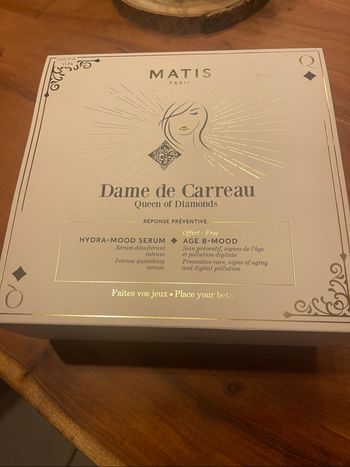 Q
MATIS
PARIS
Dame de Carreau
Queen of Diamonds
RÉPONSE PRÉVENTIVE
HYDRA-MOOD SERUM
Sérum désaltérant
intense
Intense quenching
serum
Offert - Free
AGE B-MOOD
Soin préventif, signes de l'âge
et pollution digitale
Preventive care, signs of aging
and digital pollution
Faites vos jeux • Place your bets
Q